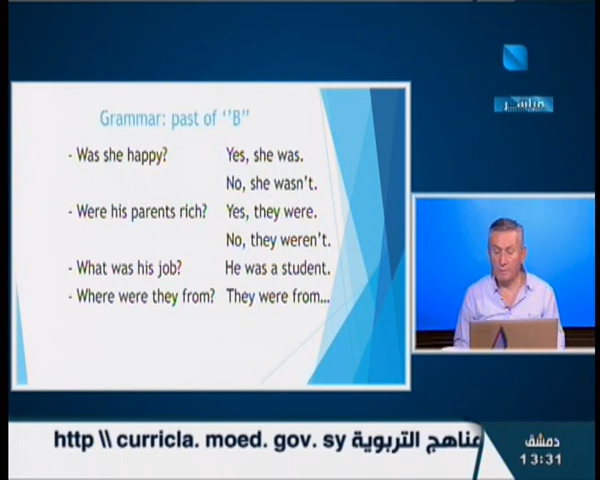 مباشر
Grammar: past of ‘’B”
- Was she happy? Yes, she was.
No, she wasn't.
- Were his parents rich? Yes, they were.
No, they weren't.
- What was his job? He was a student.
- Where were they from? They were from...
مناهج التربوية http \\ curricla. moed. gov. sy
دمشق
13:31